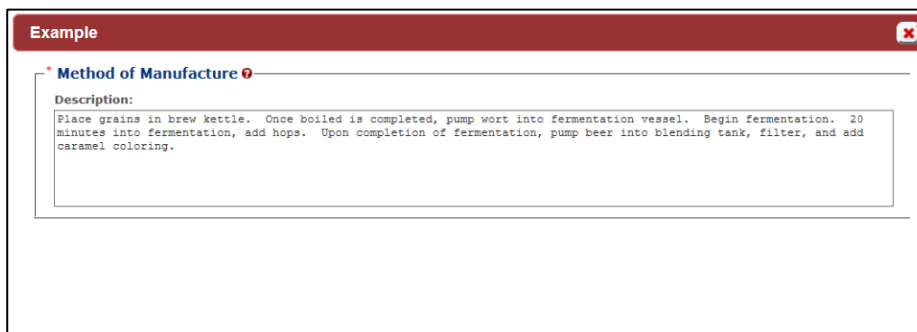 Example
* Method of Manufacture ?
Description:
Place grains in brew kettle.  Once boiled is completed, pump wort into fermentation vessel.  Begin fermentation.  20
minutes into fermentation, add hops.  Upon completion of fermentation, pump beer into blending tank, filter, and add
caramel coloring.